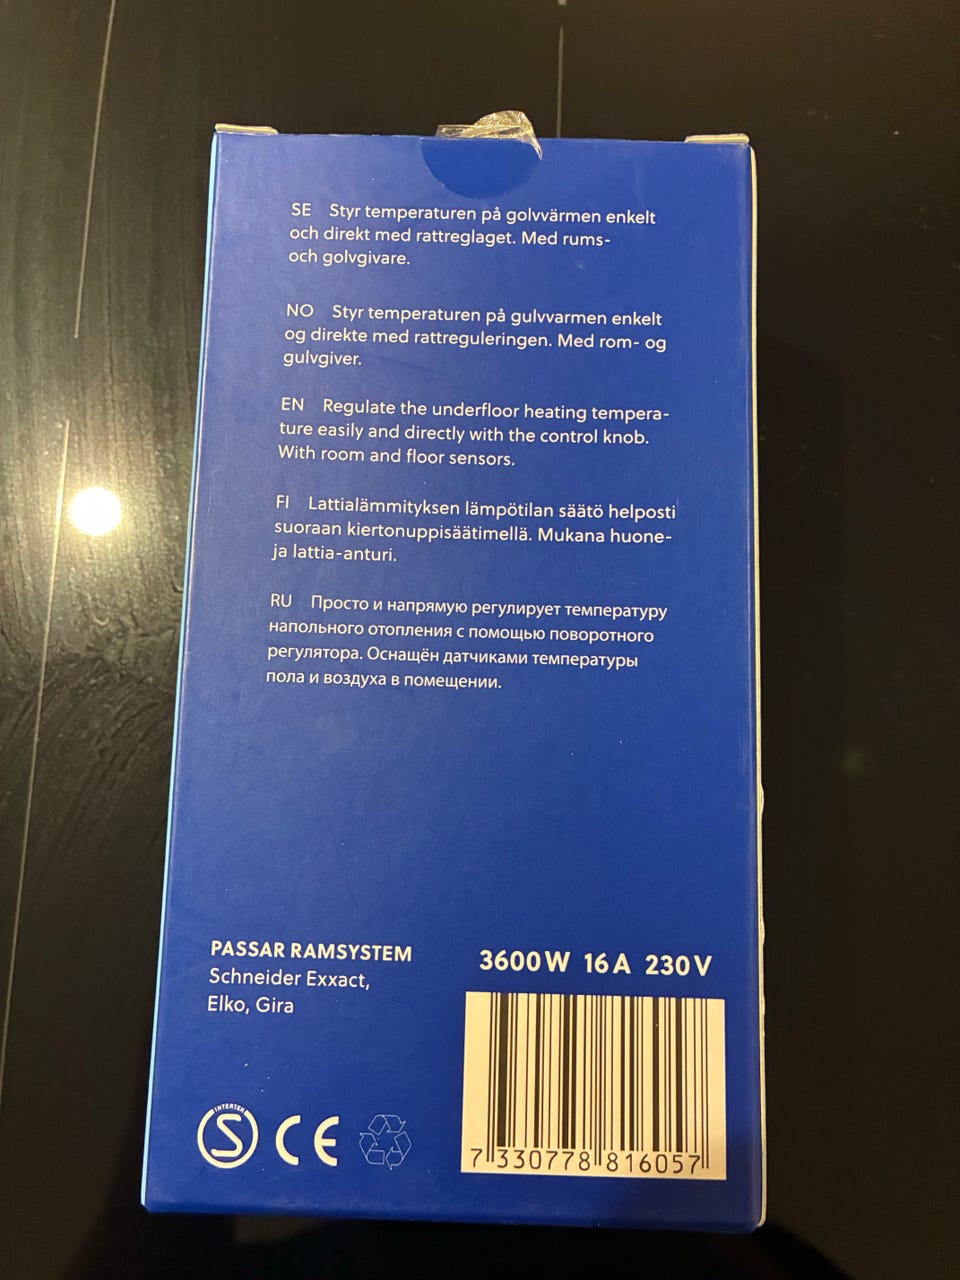 SE Styr temperaturen på golvvärmen enkelt
och direkt med rattreglaget. Med rums-
och golvgivare.
NO Styr temperaturen på gulvvarmen enkelt
og direkte med rattreguleringen. Med rom- og
gulvgiver.
EN Regulate the underfloor heating tempera-
ture easily and directly with the control knob.
With room and floor sensors.
FI Lattialämmityksen lämpötilan säätö helposti
suoraan kiertonuppisäätimellä. Mukana huone-
ja lattia-anturi.
RU Просто и напрямую регулирует температуру
напольного отопления с помощью поворотного
регулятора. Оснащён датчиками температуры
пола и воздуха в помещении.
PASSAR RAMSYSTEM
Schneider Exxact,
Elko, Gira
3600W 16A 230V
INTERTEK
S
CE
7 330778 816057